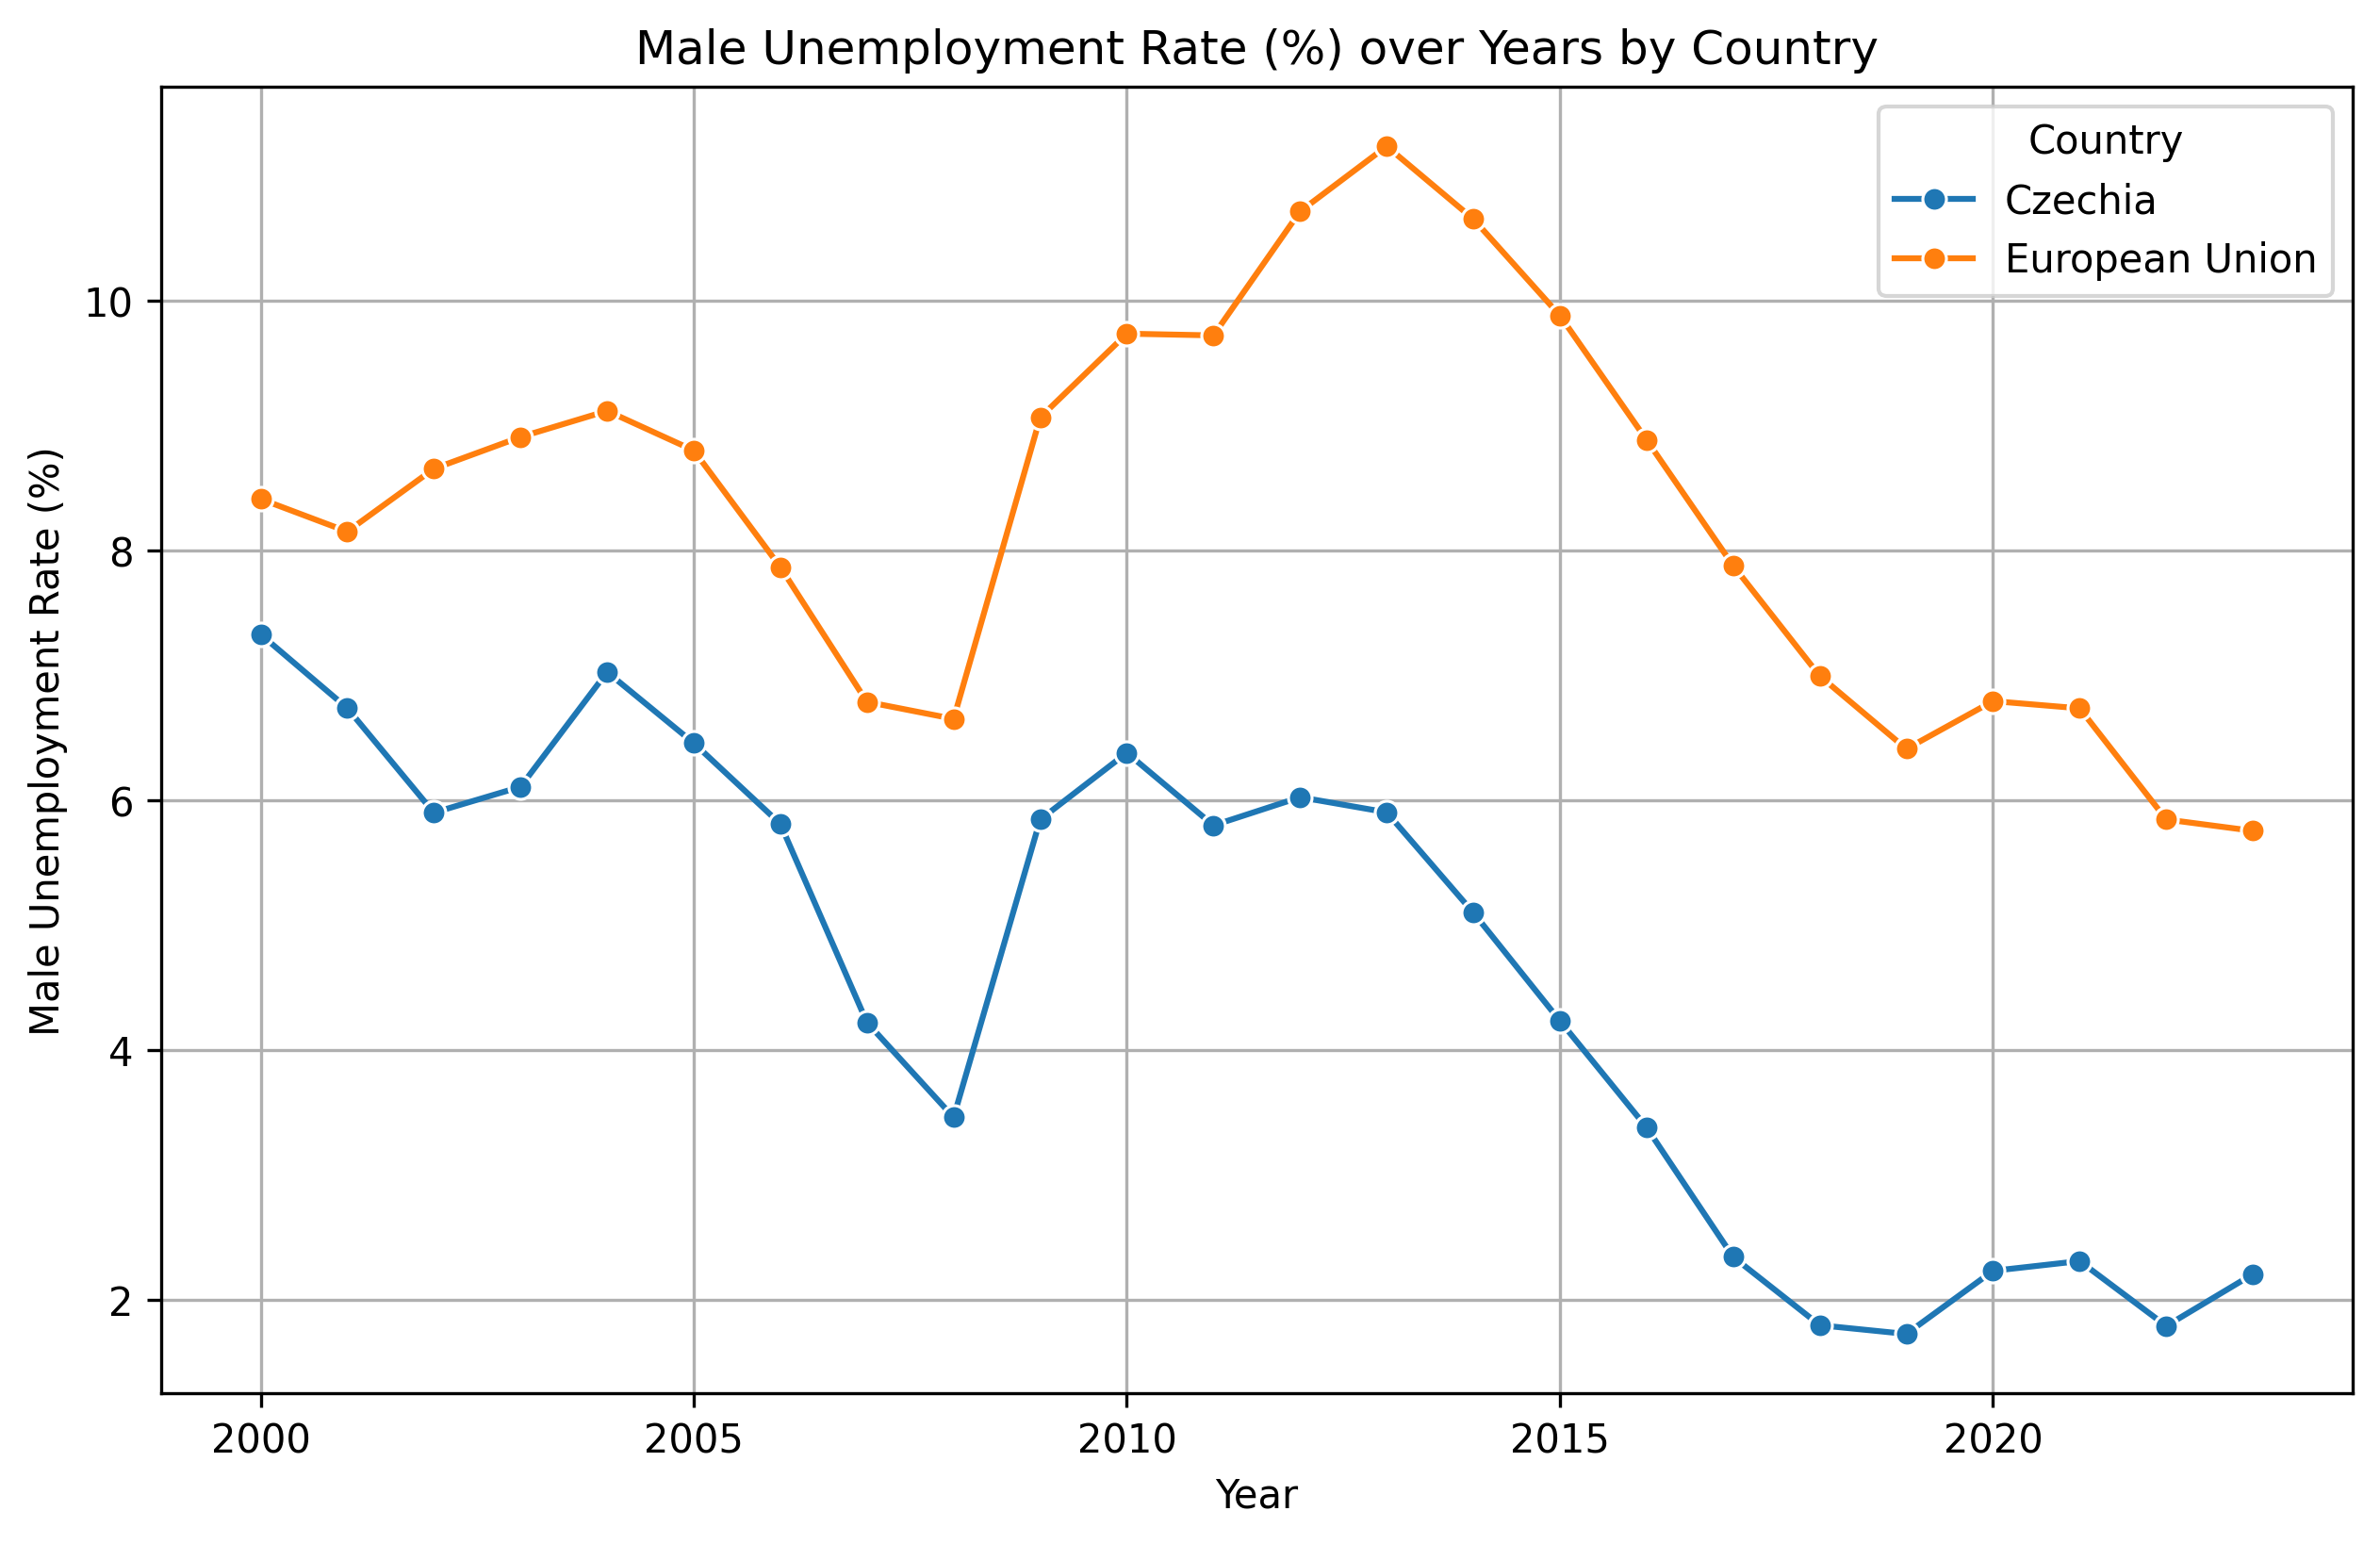 Male Unemployment Rate (%) over Years by Country
Country
Czechia
European Union
Male Unemployment Rate (%)
10
8
6
4
2
2000 2005 2010 2015 2020
Year